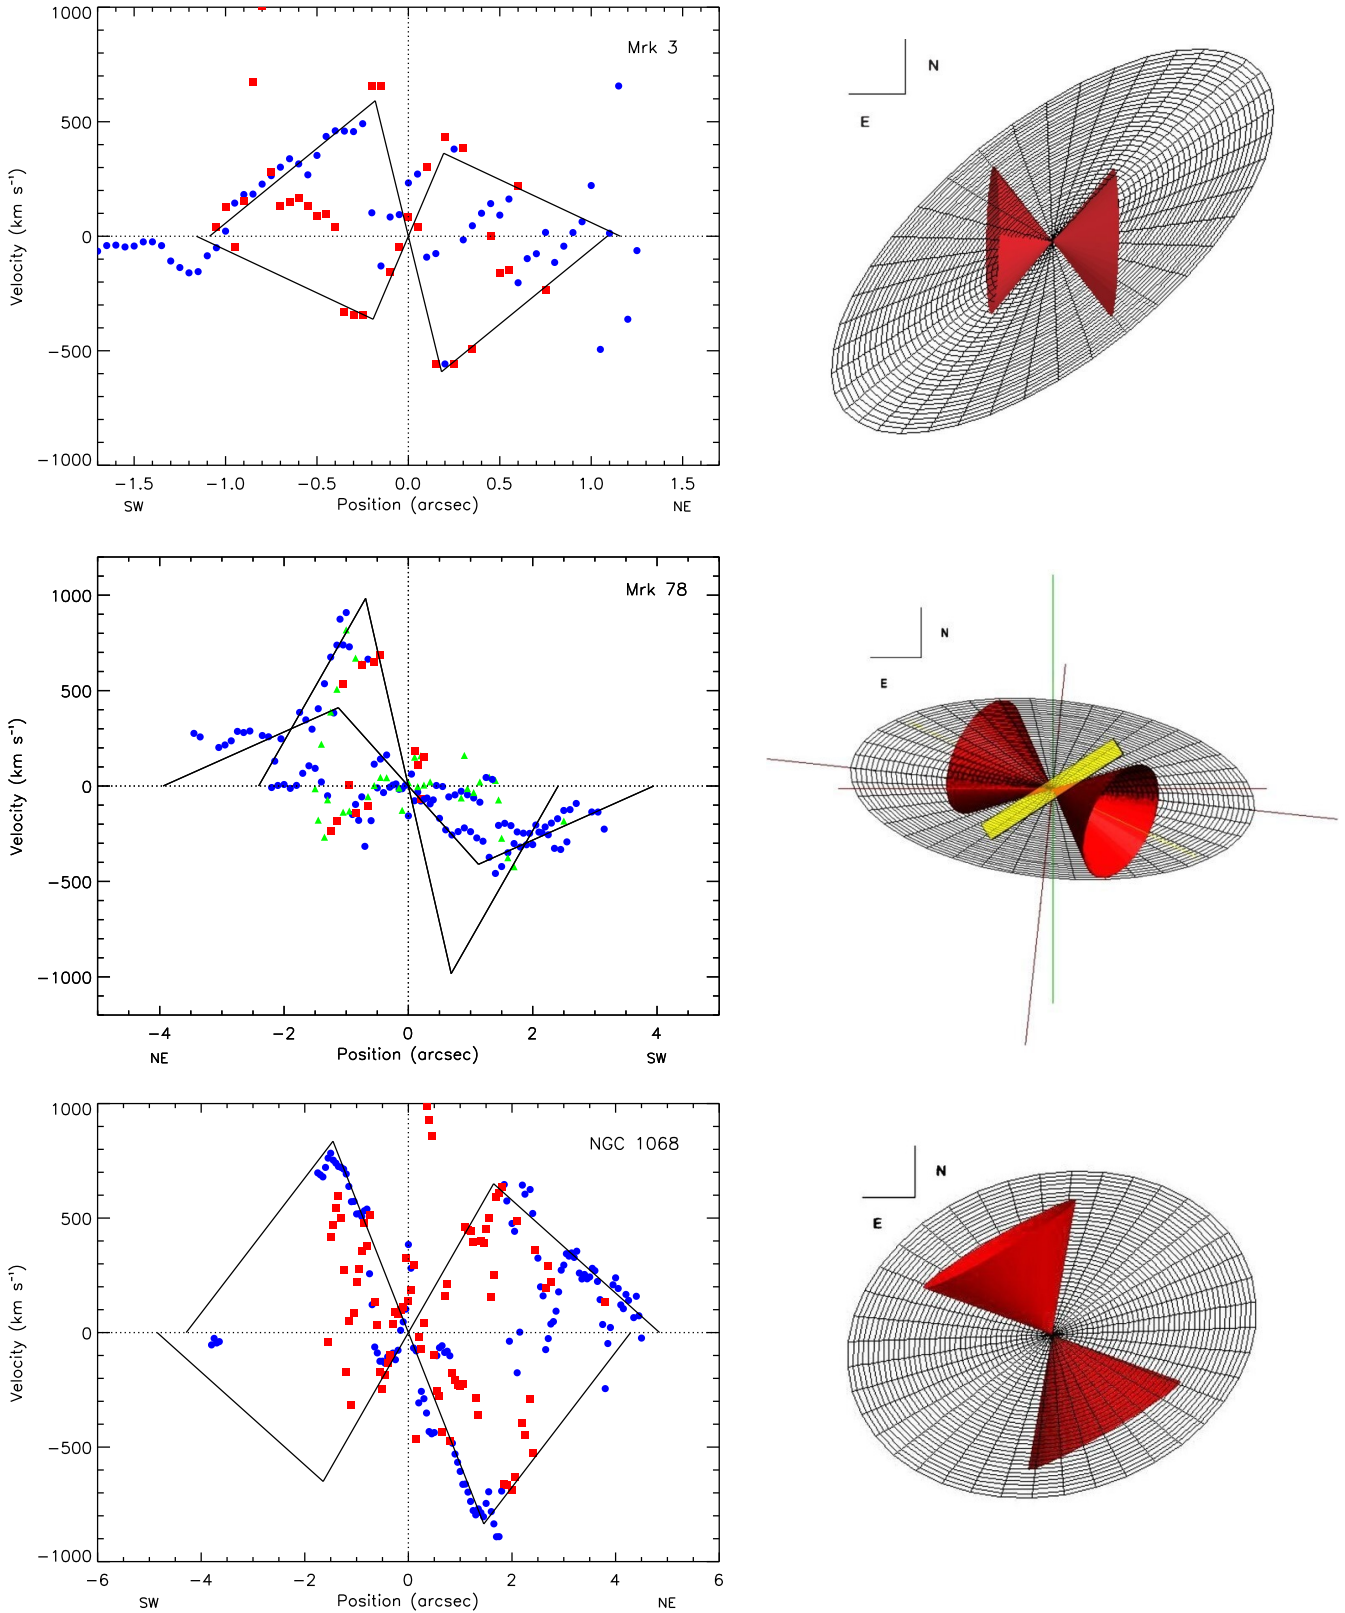 1000
500
0
−500
−1000
Velocity (km s⁻¹)
Mrk 3
−1.5 −1.0 −0.5 0.0 0.5 1.0 1.5
SW Position (arcsec) NE
N
E
1000
500
0
−500
−1000
Velocity (km s⁻¹)
Mrk 78
−4 −2 0 2 4
NE Position (arcsec) SW
N
E
1000
500
0
−500
−1000
Velocity (km s⁻¹)
NGC 1068
−6 −4 −2 0 2 4 6
SW Position (arcsec) NE
N
E